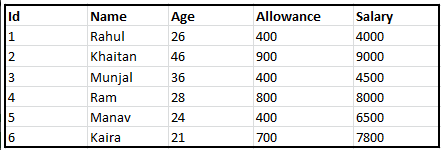 Id Name Age Allowance Salary
1 Rahul 26 400 4000
2 Khaitan 46 900 9000
3 Munjal 36 400 4500
4 Ram 28 800 8000
5 Manav 24 400 6500
6 Kaira 21 700 7800